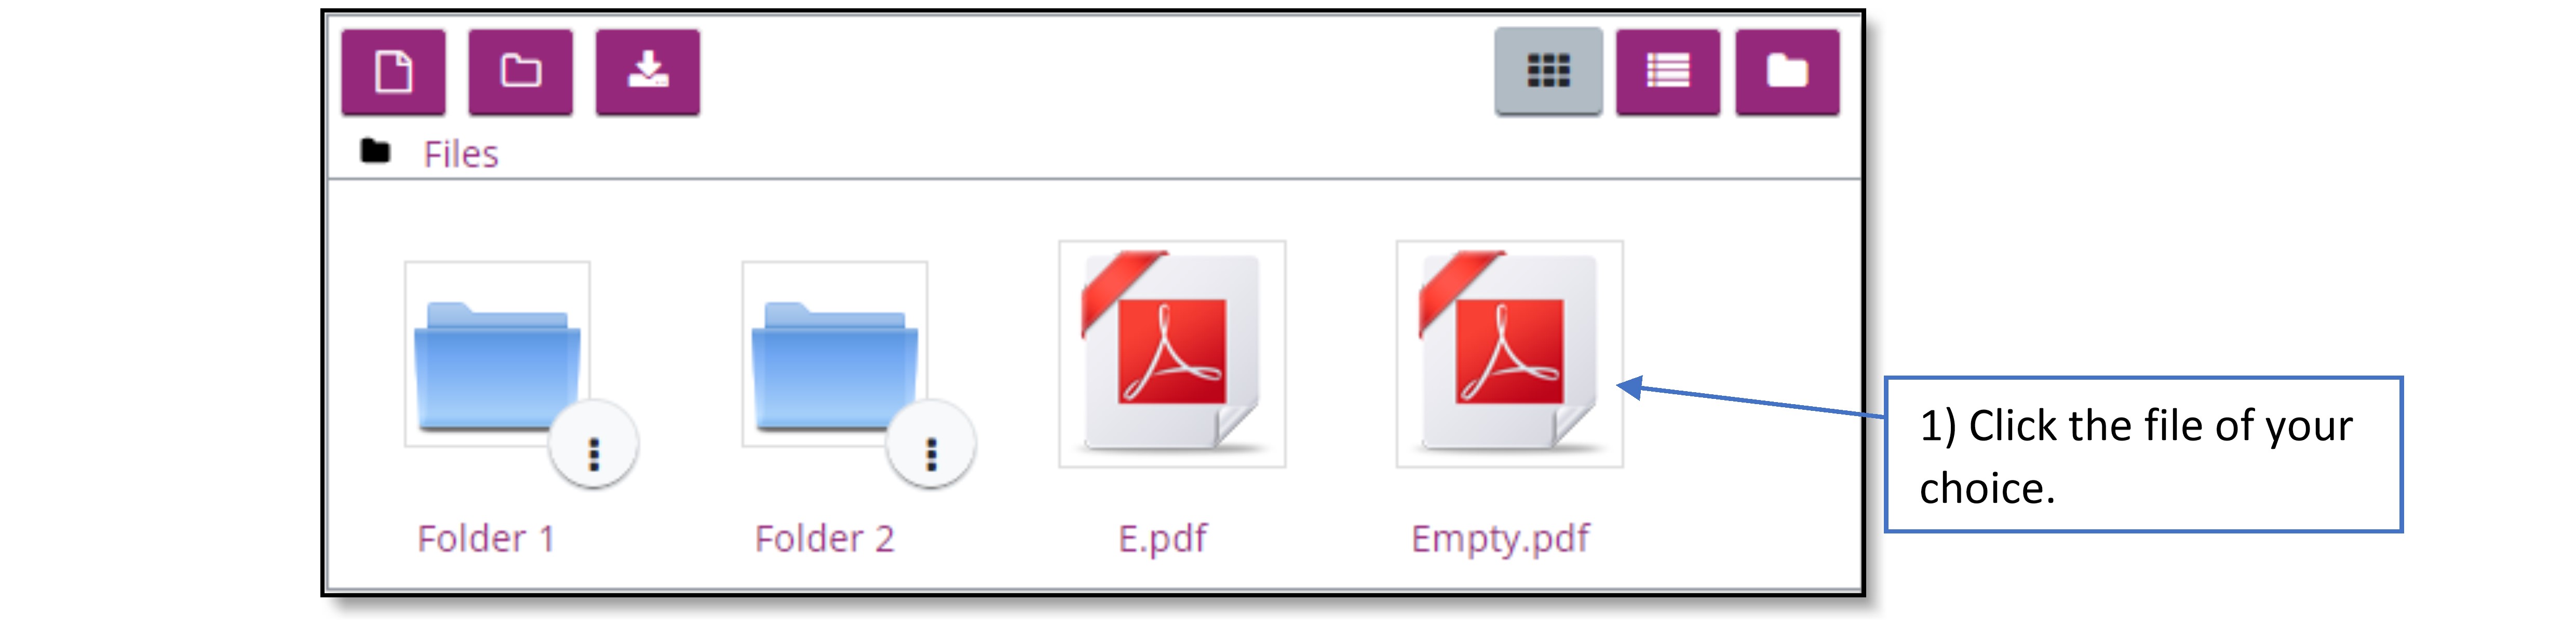 Files
Folder 1
Folder 2
E.pdf
Empty.pdf
1) Click the file of your
choice.